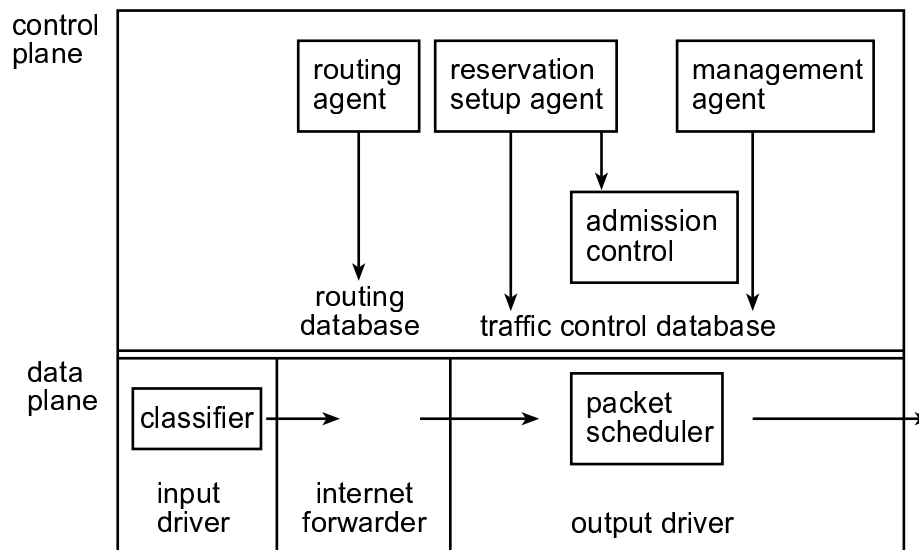 control
plane
routing
agent
reservation
setup agent
management
agent
admission
control
routing
database
traffic control database
data
plane
classifier
packet
scheduler
input
driver
internet
forwarder
output driver